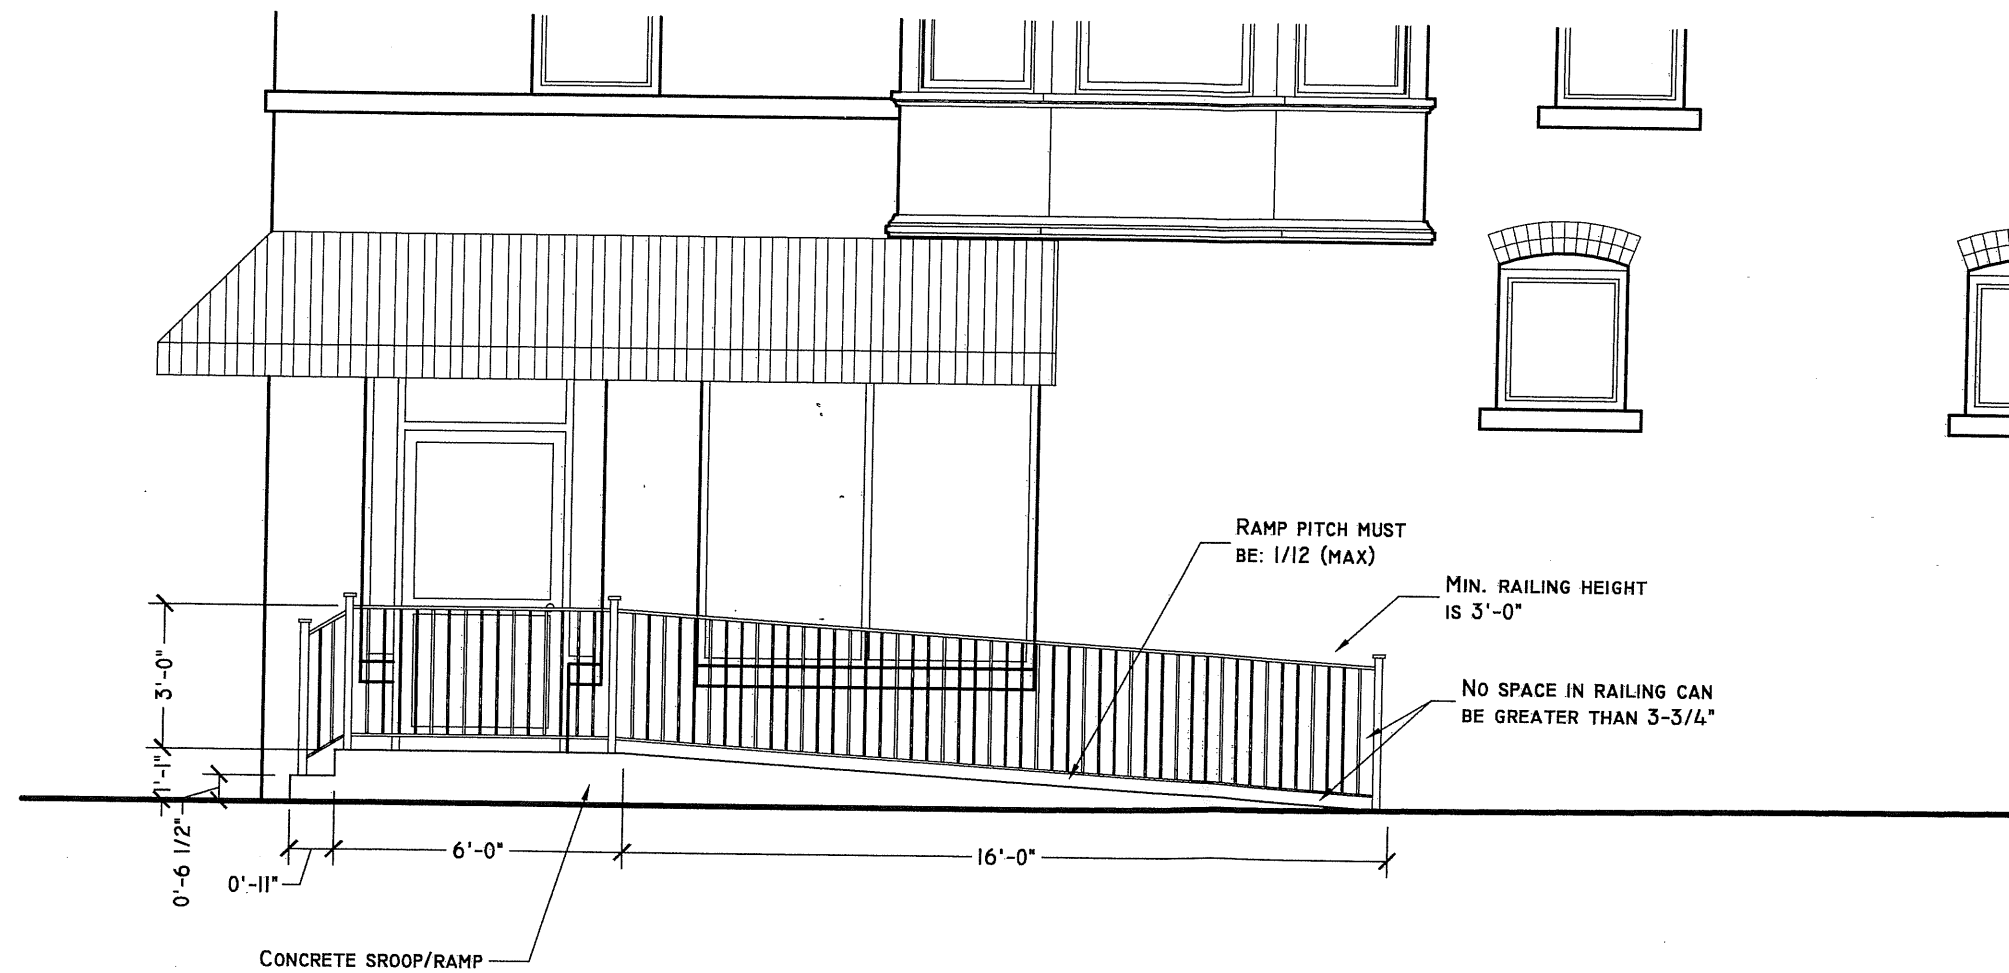 RAMP PITCH MUST
BE: 1/12 (MAX)
MIN. RAILING HEIGHT
IS 3'-0"
NO SPACE IN RAILING CAN
BE GREATER THAN 3-3/4"
3'-0"
1'-1"
0'-6 1/2"
0'-11"
6'-0"
16'-0"
CONCRETE SROOP/RAMP